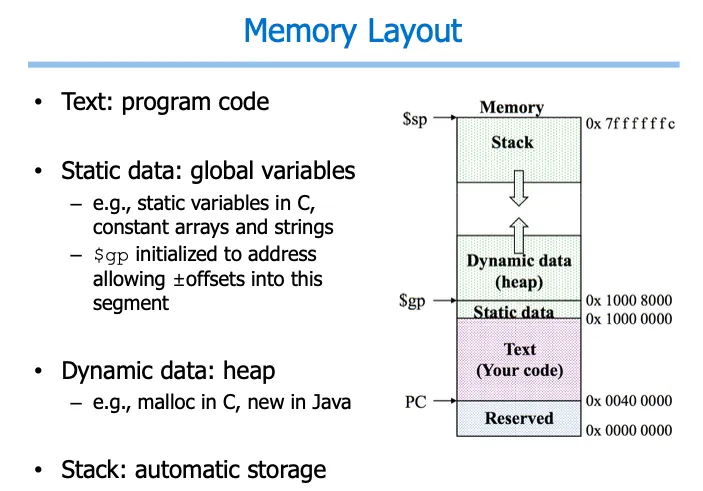 Memory Layout
• Text: program code
• Static data: global variables
– e.g., static variables in C,
constant arrays and strings
– $gp initialized to address
allowing ±offsets into this
segment
• Dynamic data: heap
– e.g., malloc in C, new in Java
• Stack: automatic storage
Memory
$sp
0x 7ffffffc
Stack
Dynamic data
(heap)
$gp
0x 1000 8000
Static data
0x 1000 0000
Text
(Your code)
PC
0x 0040 0000
Reserved
0x 0000 0000